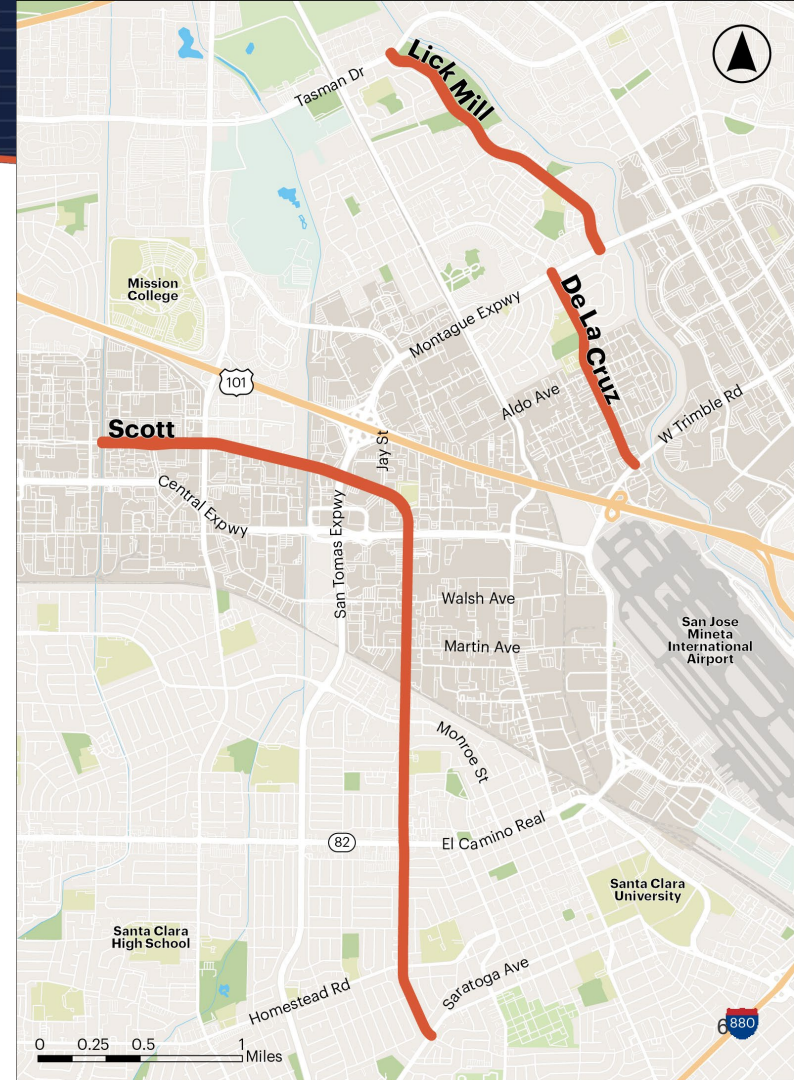 Lick Mill
Tasman Dr
Mission
College
De La Cruz
Montague Expwy
101
Aldo Ave
W Trimble Rd
Scott
Jay St
Central Expwy
San Tomas Expwy
Walsh Ave
San Jose
Mineta
International
Airport
Martin Ave
Monroe St
82
El Camino Real
Santa Clara
University
Santa Clara
High School
Saratoga Ave
Homestead Rd
6
880
0 0.25 0.5 1
Miles